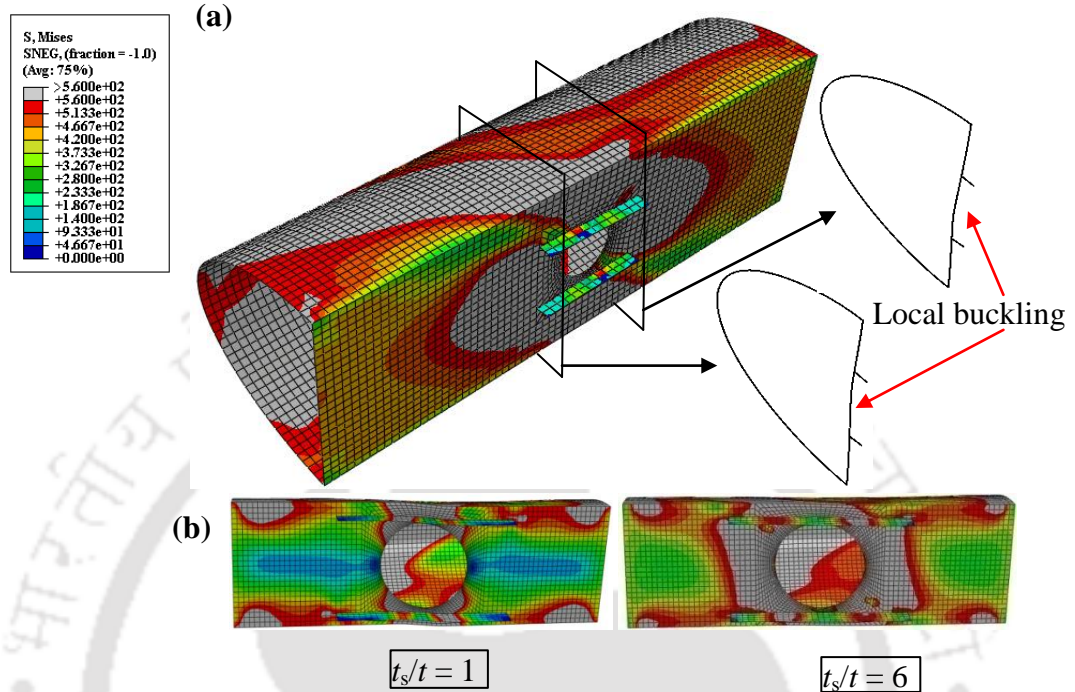 (a)
S, Mises
SNEG, (fraction = -1.0)
(Avg: 75%)
>5.600e+02
+5.600e+02
+5.133e+02
+4.667e+02
+4.200e+02
+3.733e+02
+3.267e+02
+2.800e+02
+2.333e+02
+1.867e+02
+1.400e+02
+9.333e+01
+4.667e+01
+0.000e+00
Local buckling
(b)
tₛ/t = 1
tₛ/t = 6
भारतीय